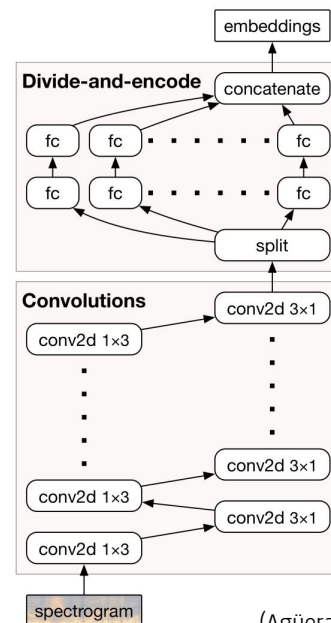 embeddings
Divide-and-encode
concatenate
fc fc fc
fc fc fc
split
Convolutions
conv2d 3×1
conv2d 1×3
conv2d 3×1
conv2d 1×3
conv2d 3×1
conv2d 1×3
spectrogram